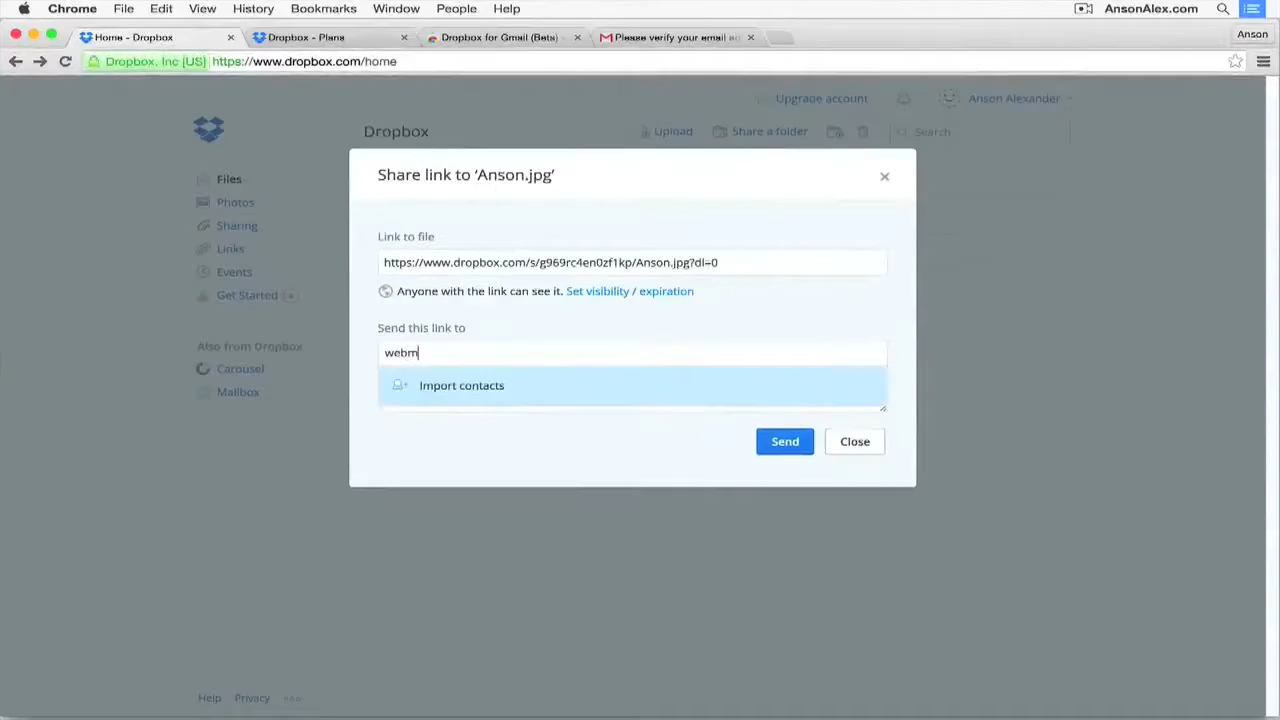 Chrome File Edit View History Bookmarks Window People Help AnsonAlex.com
Home - Dropbox Dropbox - Plans Dropbox for Gmail (Beta) Please verify your email Anson
Dropbox, Inc [US] https://www.dropbox.com/home
Upgrade account Anson Alexander
Dropbox Upload Share a folder Search
Files
Photos
Sharing
Links
Events
Get Started
Also from Dropbox
Carousel
Mailbox
Share link to ‘Anson.jpg’
Link to file
https://www.dropbox.com/s/g969rc4en0zf1kp/Anson.jpg?dl=0
Anyone with the link can see it. Set visibility / expiration
Send this link to
webm
Import contacts
Send Close
Help Privacy